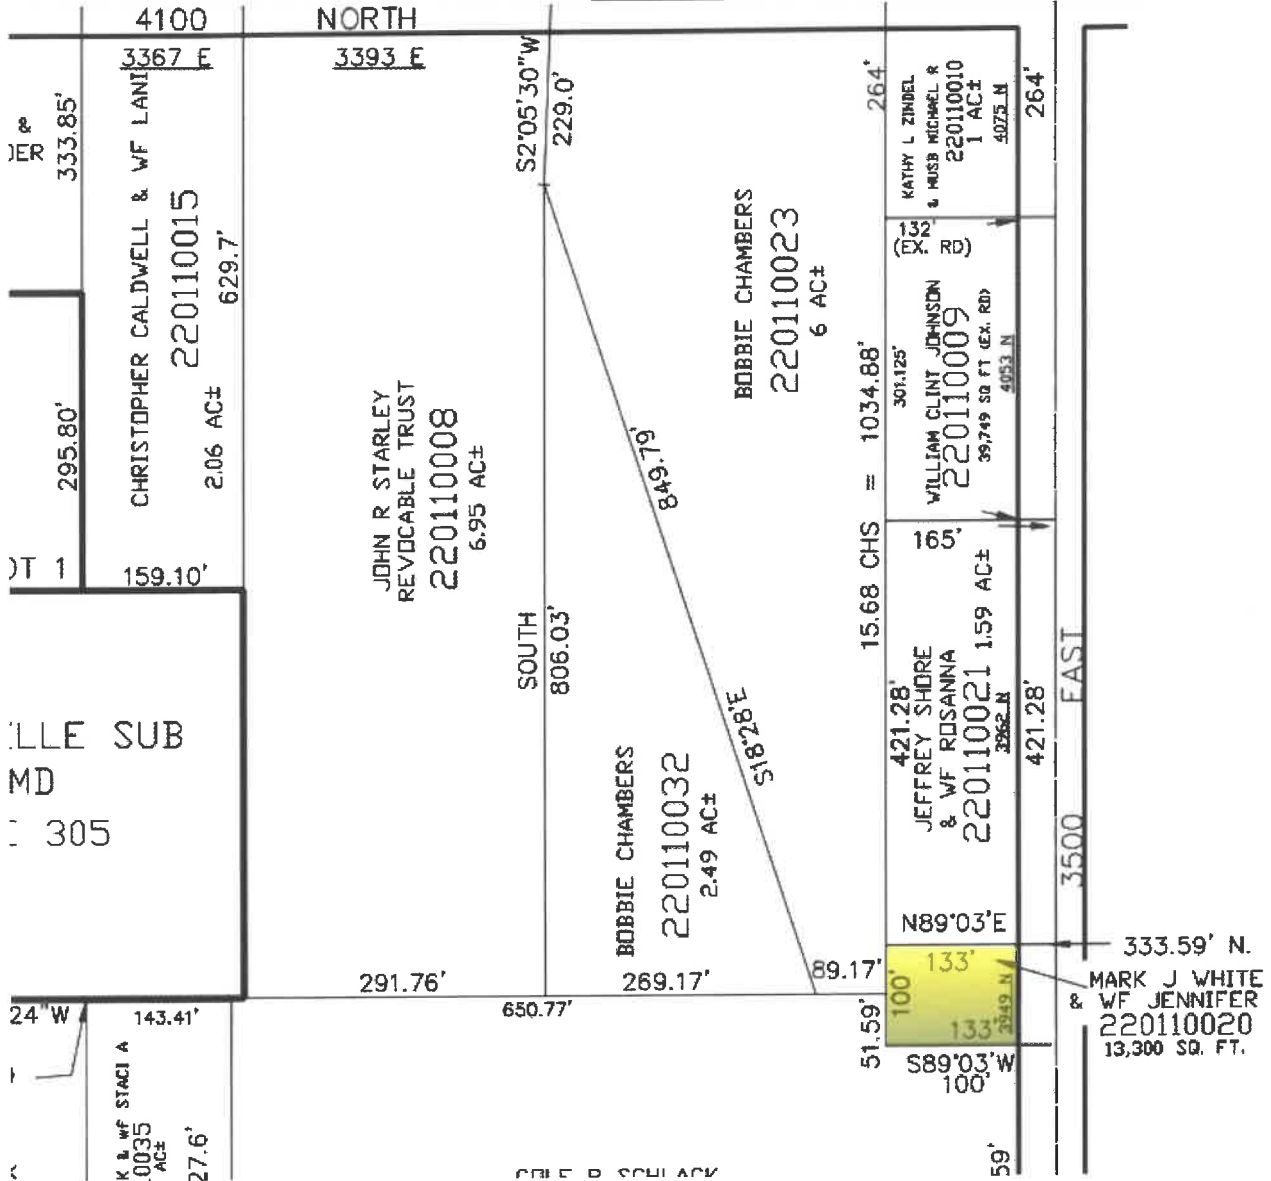 4100
NORTH
3367 E
3393 E
333.85'
295.80'
CHRISTOPHER CALDWELL & WF LANI
220110015
2.06 AC±
629.7'
159.10'
S2°05'30"W
229.0'
JOHN R STARLEY
REVOCABLE TRUST
220110008
6.95 AC±
SOUTH
806.03'
849.79'
S18°28'E
BOBBIE CHAMBERS
220110023
6 AC±
BOBBIE CHAMBERS
220110032
2.49 AC±
264'
KATHY L ZINDEL
& HUSB MICHAEL R
220110010
1 AC±
4075 N
264'
132'
(EX. RD)
15.68 CHS = 1034.88'
301.125'
WILLIAM CLINT JOHNSON
220110009
39,749 SQ FT (EX. RD)
4053 N
165'
421.28'
JEFFREY SHORE
& WF ROSANNA
220110021 1.59 AC±
3962 N
421.28'
3500 EAST
N89°03'E
333.59' N.
133'
100'
133'
3949 N
MARK J WHITE
& WF JENNIFER
220110020
13,300 SQ. FT.
S89°03'W
100'
51.59'
89.17'
269.17'
291.76'
650.77'
&
DER
OT 1
ELLE SUB
MD
305
24"W
143.41'
K & WF STACI A
0035
AC±
27.6'
COLE R SCHLACK
59'